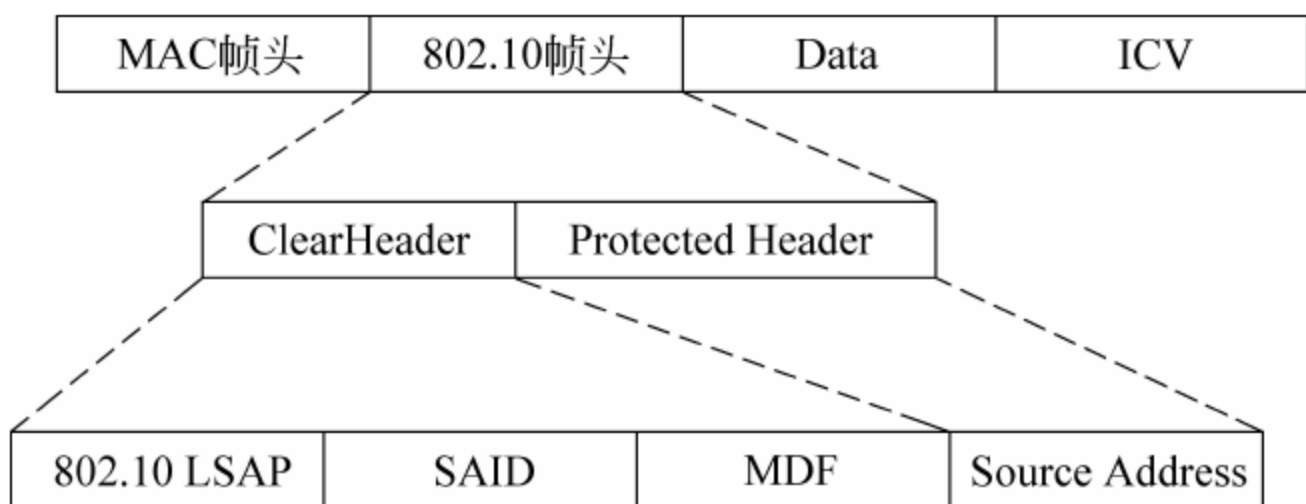 MAC帧头 802.10帧头 Data ICV
ClearHeader Protected Header
802.10 LSAP SAID MDF Source Address